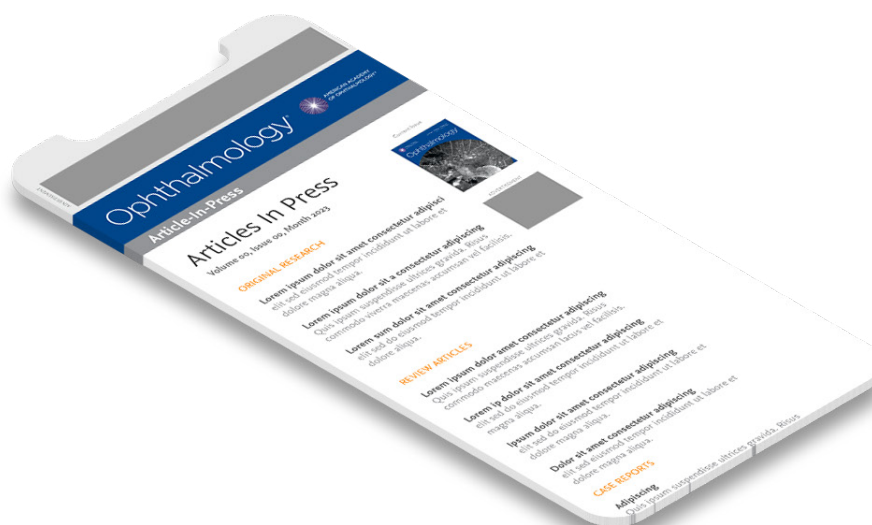 ADVERTISEMENT
Ophthalmology®
AMERICAN ACADEMY
OF OPHTHALMOLOGY®
Article-In-Press
Articles In Press
Volume 00, Issue 00, Month 2023
Current Issue
Ophthalmology
ADVERTISEMENT
ORIGINAL RESEARCH
Lorem ipsum dolor sit amet consectetur adipisci
elit sed eiusmod tempor incididunt ut labore et
dolore magna aliqua.
Lorem ipsum dolor sit a consectetur adipiscing
Quis ipsum suspendisse ultrices gravida. Risus
commodo viverra maecenas accumsan vel facilisis.
Lorem sum dolor sit amet consectetur adipiscing
elit sed do eiusmod tempor incididunt ut labore et
dolore aliqua.
REVIEW ARTICLES
Lorem ipsum dolor amet consectetur adipiscing
Quis ipsum suspendisse ultrices gravida. Risus
commodo maecenas accumsan lacus vel facilisis.
Lorem ip dolor sit amet consectetur adipiscing
elit sed do eiusmod tempor incididunt ut labore et
magna aliqua.
Ipsum dolor sit amet consectetur adipiscing
elit sed do eiusmod tempor incididunt ut labore et
dolore magna aliqua.
Dolor sit amet consectetur adipiscing
elit sed do eiusmod tempor incididunt ut labore et
dolore magna aliqua.
CASE REPORTS
Adipiscing
Quis ipsum suspendisse ultrices gravida. Risus